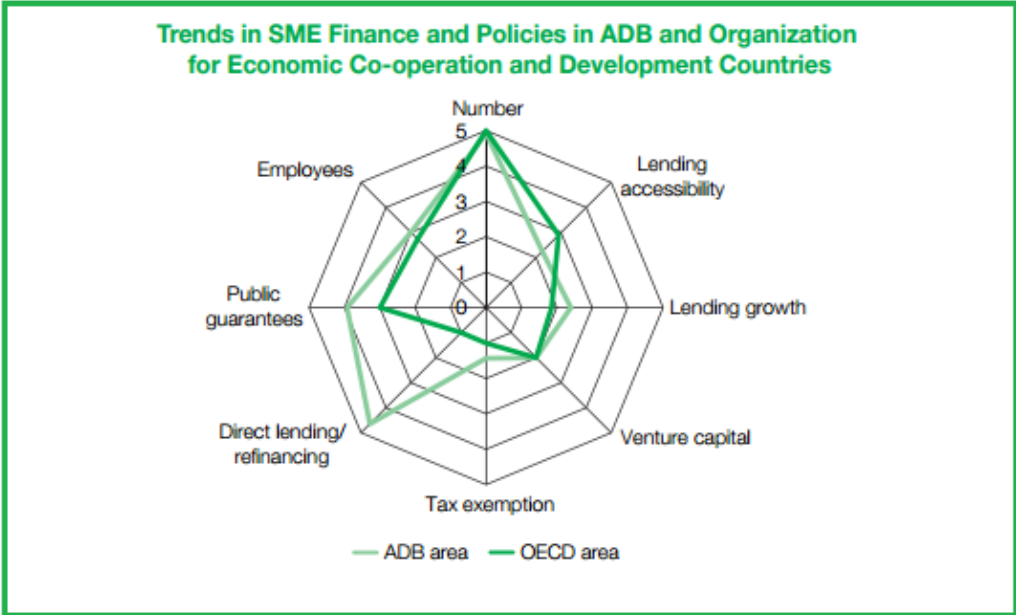 Trends in SME Finance and Policies in ADB and Organization
for Economic Co-operation and Development Countries
Number
5
4
3
2
1
0
Lending
accessibility
Lending growth
Venture capital
Tax exemption
Direct lending/
refinancing
Public
guarantees
Employees
ADB area
OECD area